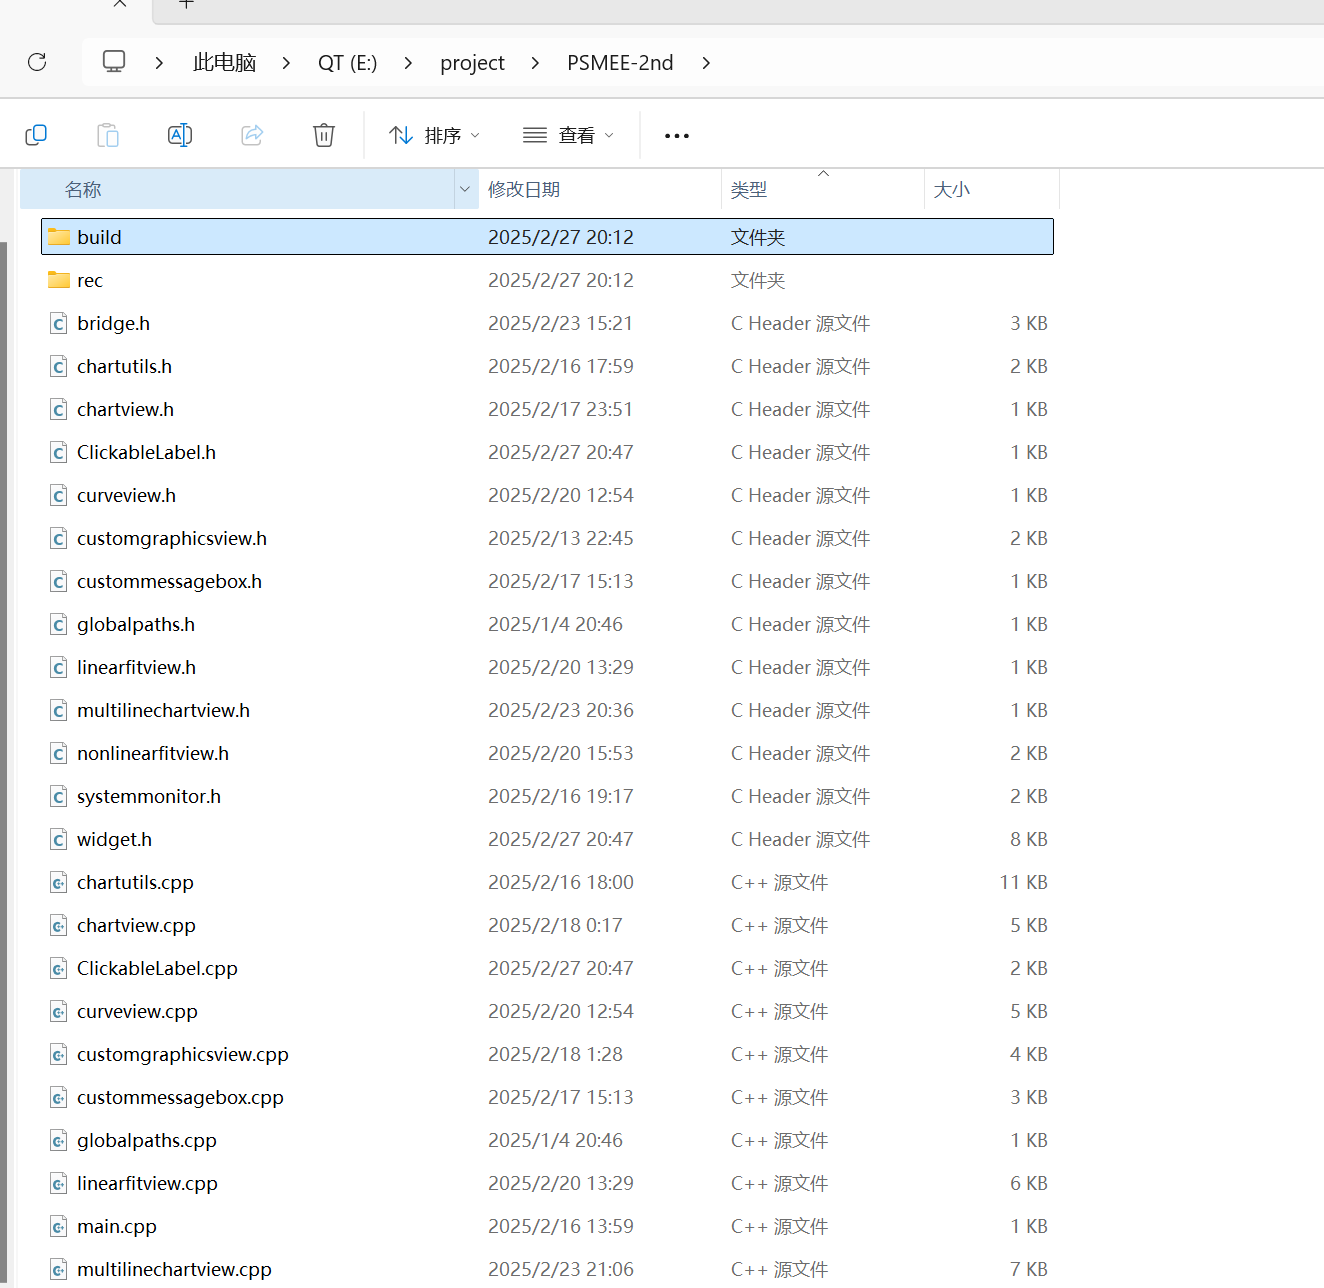 此电脑 > QT (E:) > project > PSMEE-2nd >
排序 查看
名称 修改日期 类型 大小
build 2025/2/27 20:12 文件夹
rec 2025/2/27 20:12 文件夹
bridge.h 2025/2/23 15:21 C Header 源文件 3 KB
chartutils.h 2025/2/16 17:59 C Header 源文件 2 KB
chartview.h 2025/2/17 23:51 C Header 源文件 1 KB
ClickableLabel.h 2025/2/27 20:47 C Header 源文件 1 KB
curveview.h 2025/2/20 12:54 C Header 源文件 1 KB
customgraphicsview.h 2025/2/13 22:45 C Header 源文件 2 KB
custommessagebox.h 2025/2/17 15:13 C Header 源文件 1 KB
globalpaths.h 2025/1/4 20:46 C Header 源文件 1 KB
linearfitview.h 2025/2/20 13:29 C Header 源文件 1 KB
multilinechartview.h 2025/2/23 20:36 C Header 源文件 1 KB
nonlinearfitview.h 2025/2/20 15:53 C Header 源文件 2 KB
systemmonitor.h 2025/2/16 19:17 C Header 源文件 2 KB
widget.h 2025/2/27 20:47 C Header 源文件 8 KB
chartutils.cpp 2025/2/16 18:00 C++ 源文件 11 KB
chartview.cpp 2025/2/18 0:17 C++ 源文件 5 KB
ClickableLabel.cpp 2025/2/27 20:47 C++ 源文件 2 KB
curveview.cpp 2025/2/20 12:54 C++ 源文件 5 KB
customgraphicsview.cpp 2025/2/18 1:28 C++ 源文件 4 KB
custommessagebox.cpp 2025/2/17 15:13 C++ 源文件 3 KB
globalpaths.cpp 2025/1/4 20:46 C++ 源文件 1 KB
linearfitview.cpp 2025/2/20 13:29 C++ 源文件 6 KB
main.cpp 2025/2/16 13:59 C++ 源文件 1 KB
multilinechartview.cpp 2025/2/23 21:06 C++ 源文件 7 KB